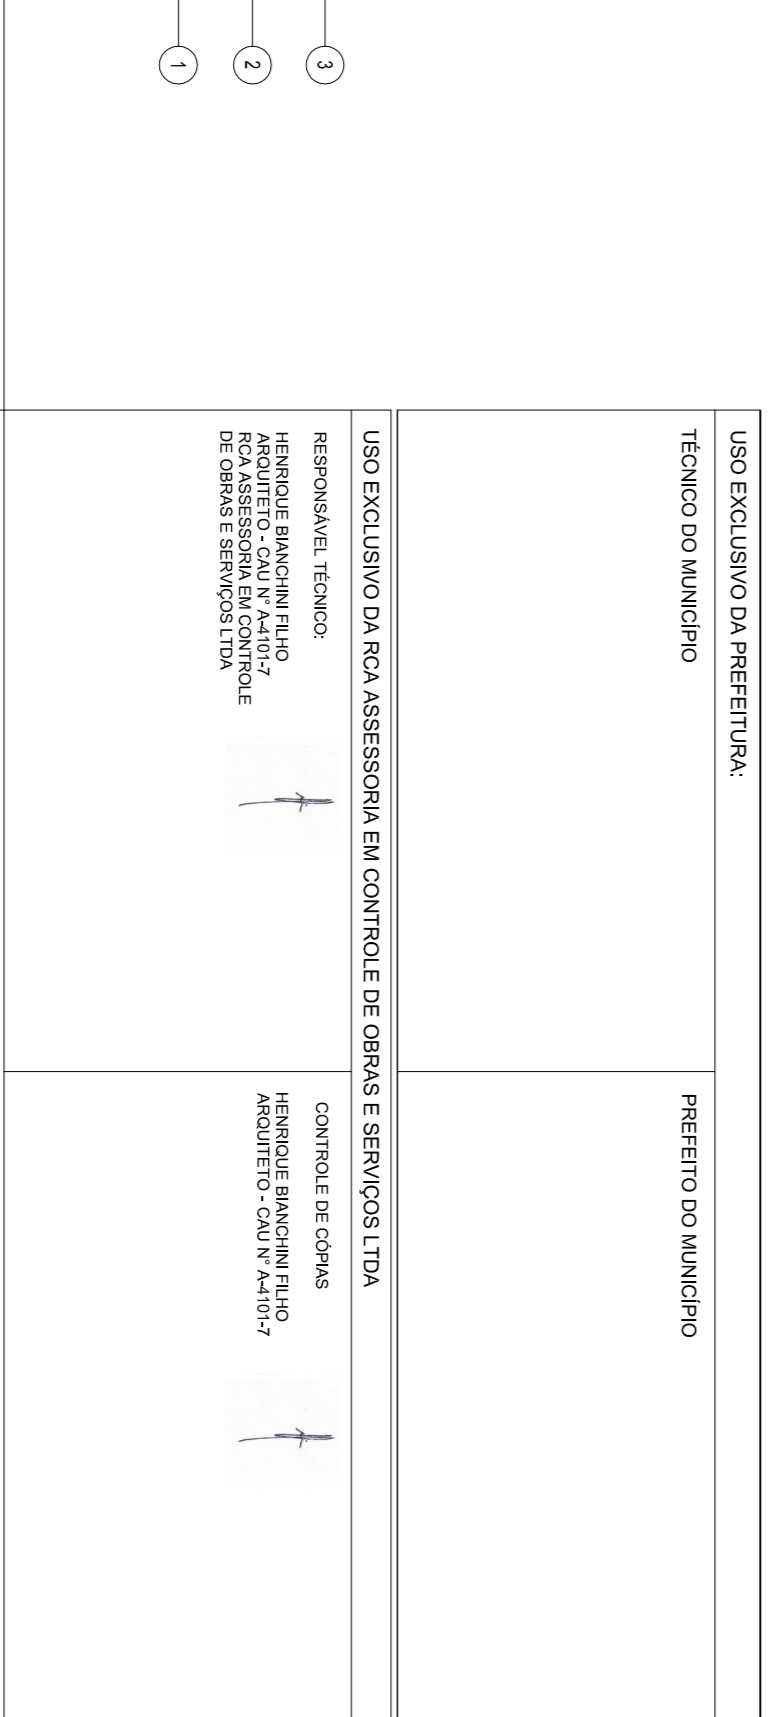 USO EXCLUSIVO DA PREFEITURA:
TÉCNICO DO MUNICÍPIO
PREFEITO DO MUNICÍPIO
USO EXCLUSIVO DA RCA ASSESSORIA EM CONTROLE DE OBRAS E SERVIÇOS LTDA
RESPONSÁVEL TÉCNICO:
HENRIQUE BIANCHINI FILHO
ARQUITETO - CAU N° A-4101-7
RCA ASSESSORIA EM CONTROLE
DE OBRAS E SERVIÇOS LTDA
CONTROLE DE CÓPIAS
HENRIQUE BIANCHINI FILHO
ARQUITETO - CAU N° A-4101-7
3
2
1